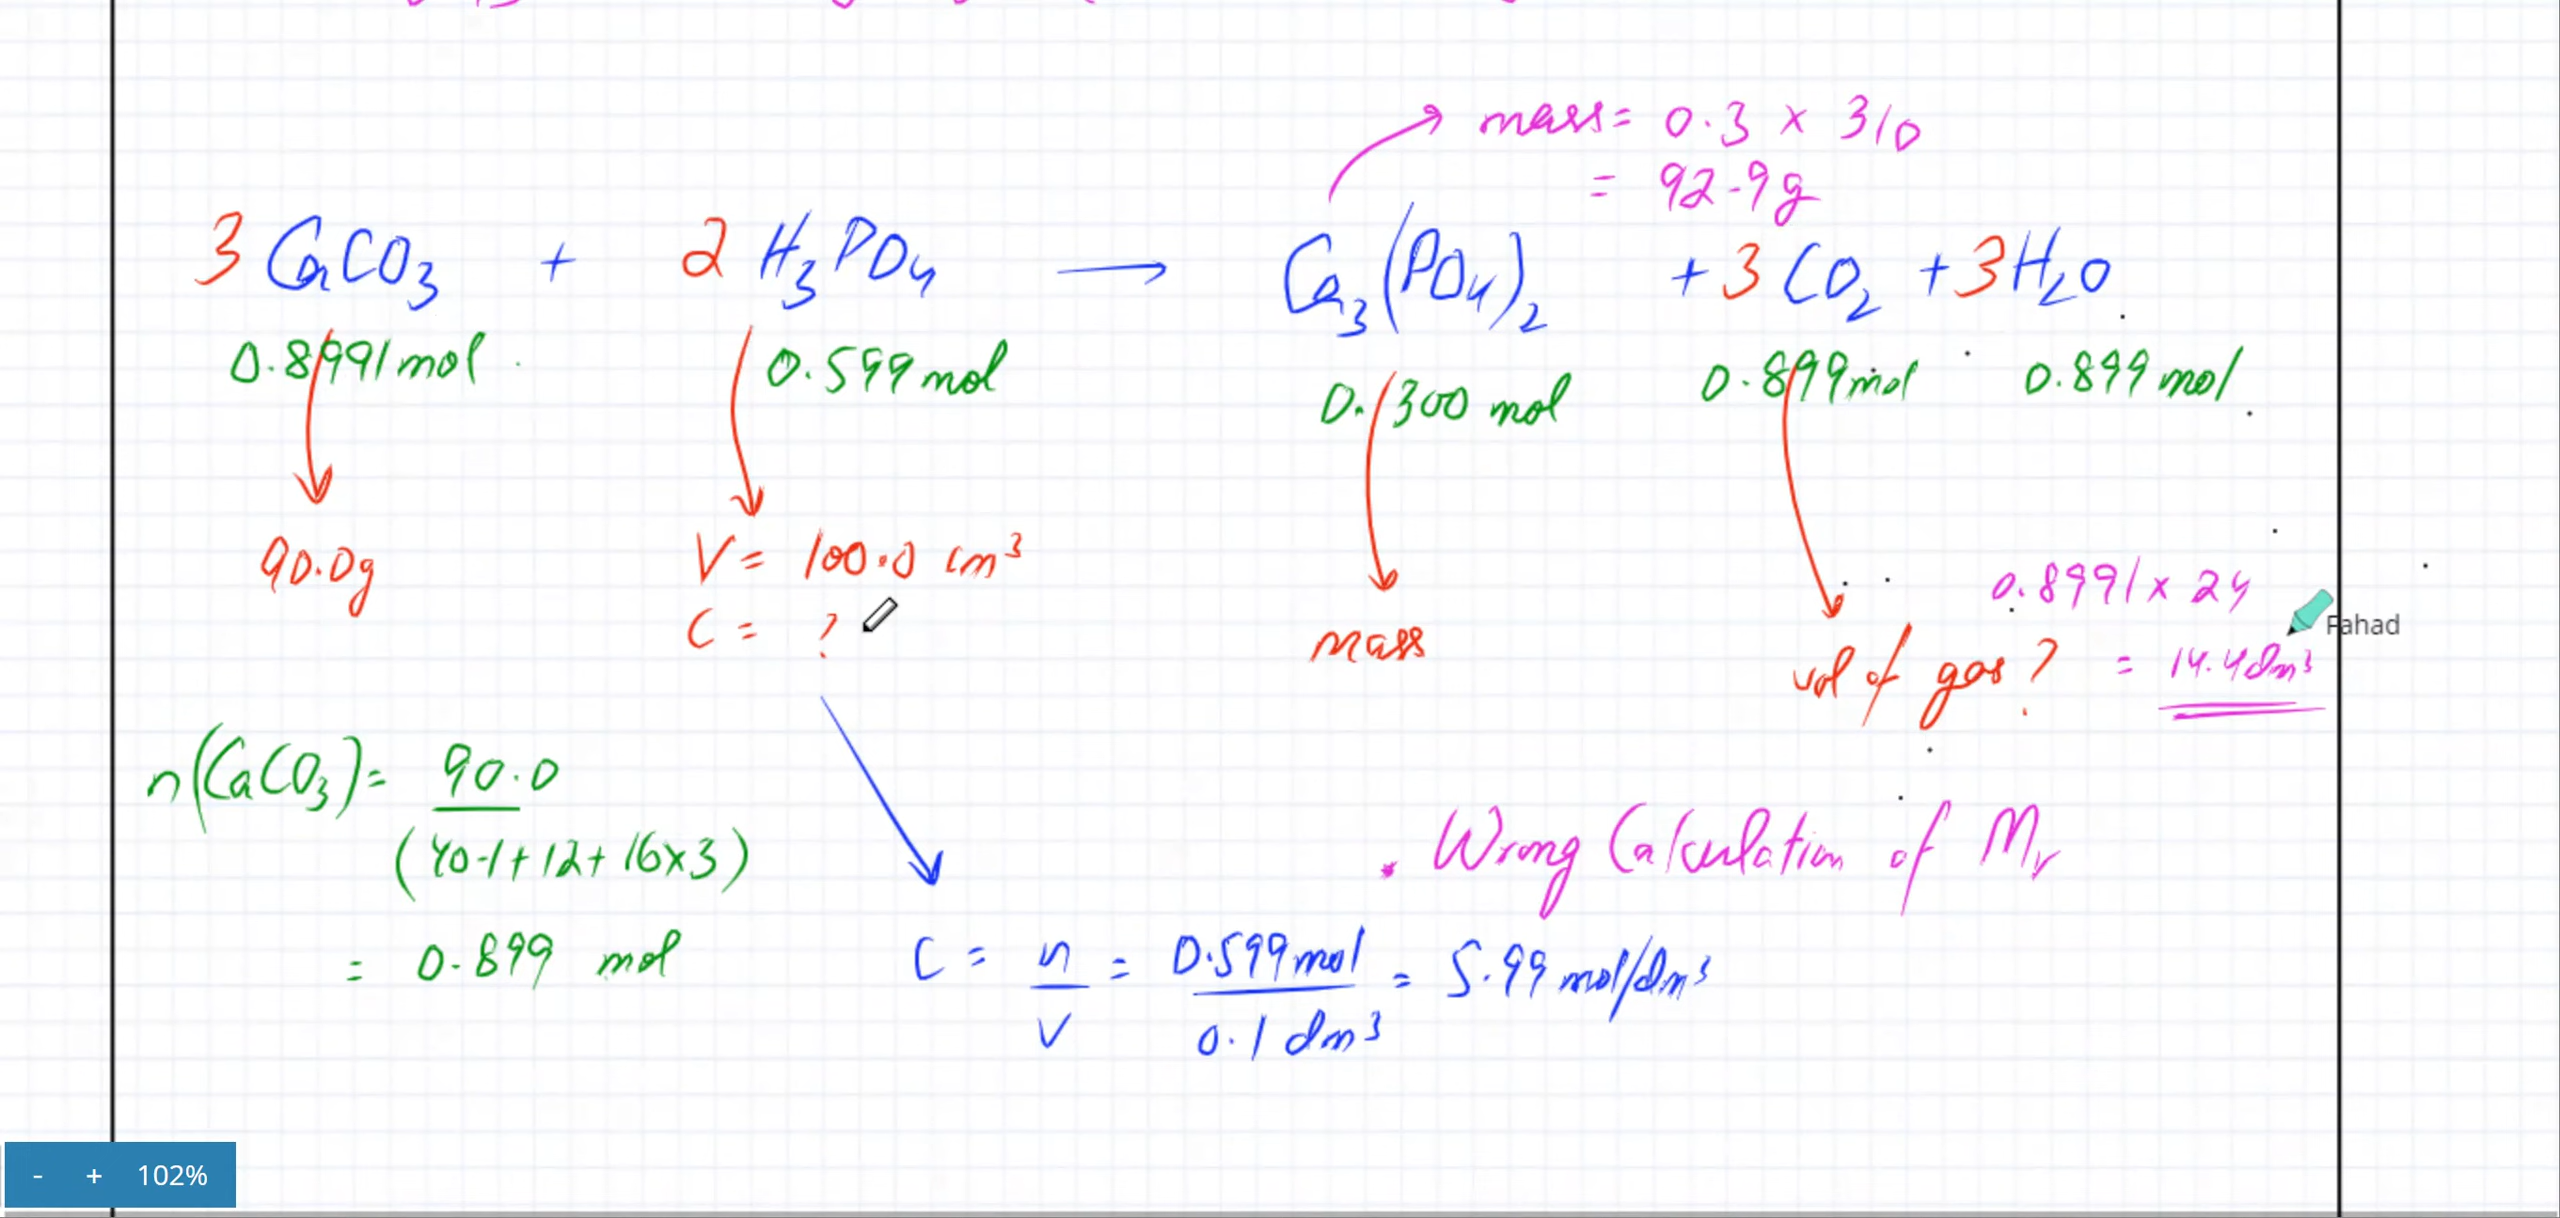 mass = 0.3 x 310
= 92.9g
3 CaCO3 + 2 H3PO4 → Ca3(PO4)2 + 3 CO2 + 3 H2O
0.8991 mol 0.599 mol 0.300 mol 0.899 mol 0.899 mol
90.0g
V = 100.0 cm³
C = ?
mass
0.8991 x 24
Fahad
vol of gas? = 14.4 dm³
n(CaCO3) = 90.0
(40.1 + 12 + 16x3)
= 0.899 mol
. Wrong Calculation of Mr
C = n/V = 0.599 mol/0.1 dm³ = 5.99 mol/dm³
- + 102%